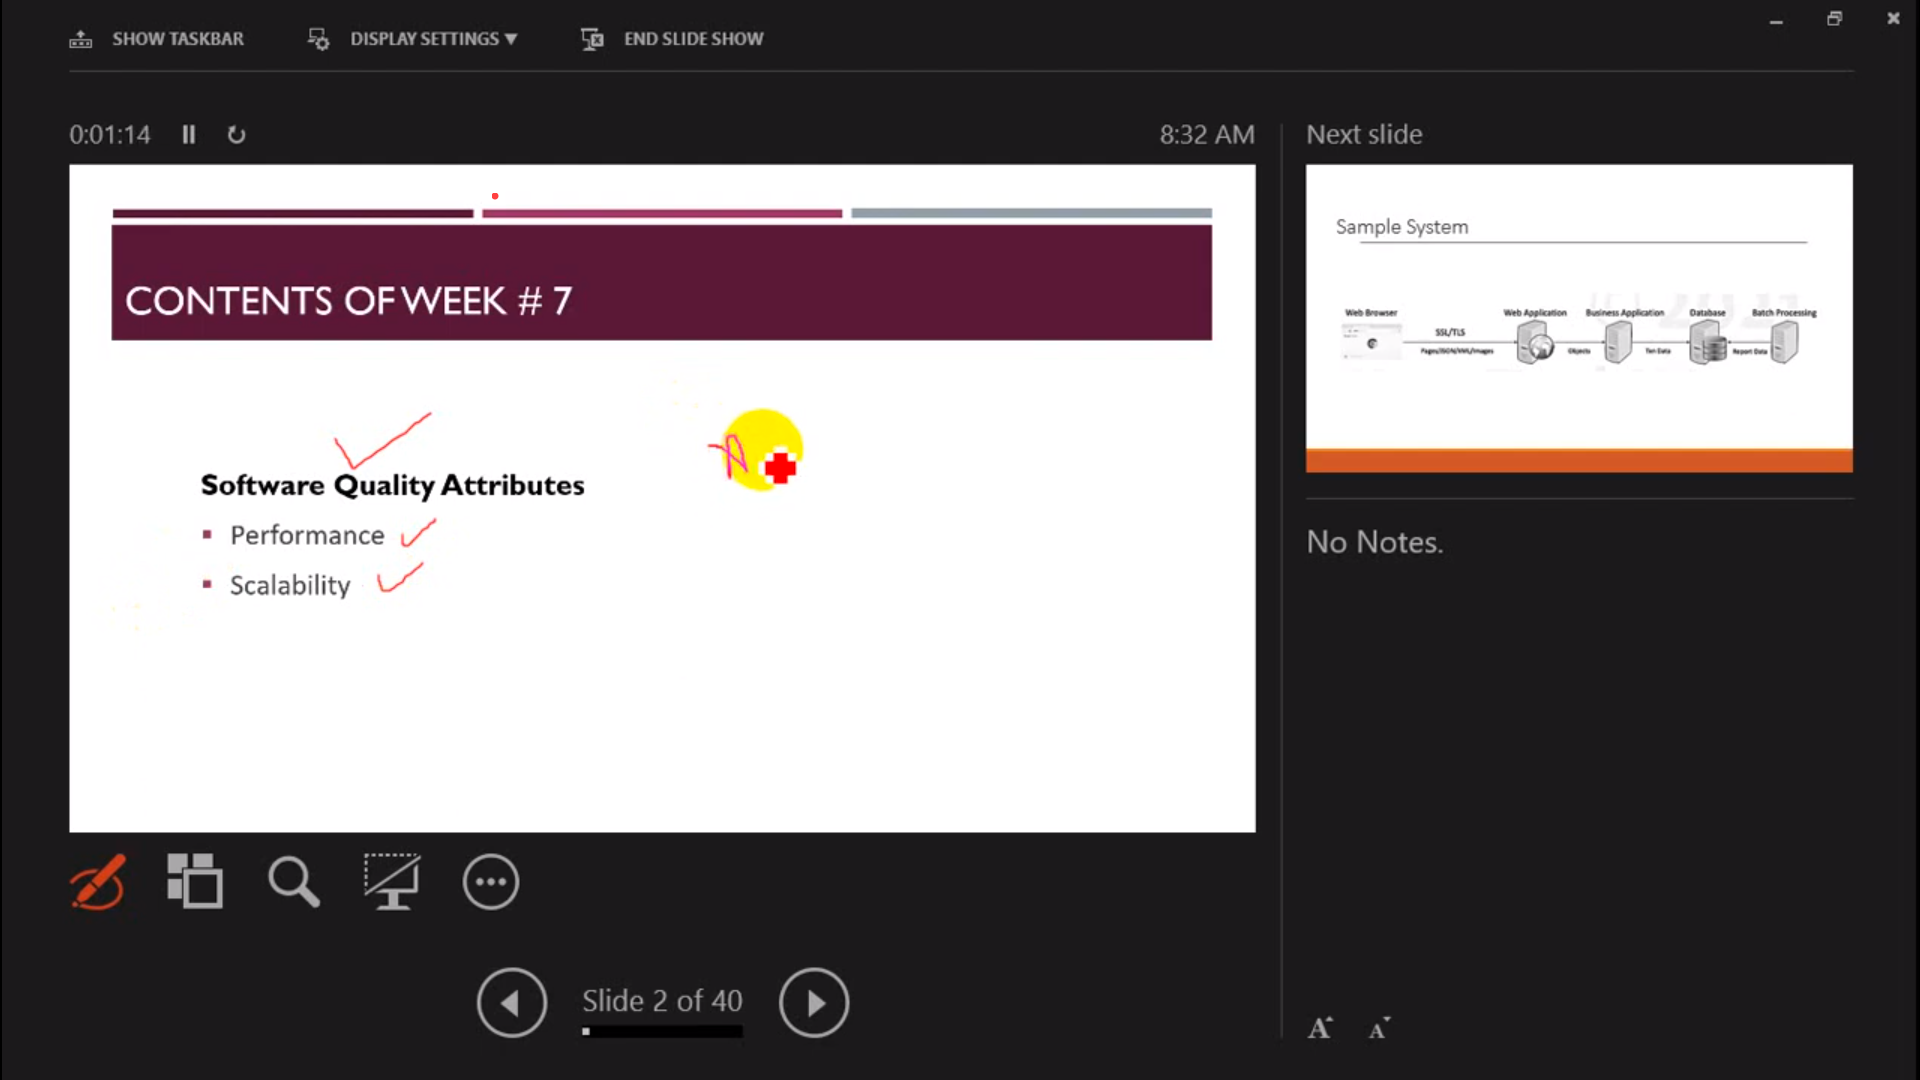 SHOW TASKBAR
DISPLAY SETTINGS ▼
END SLIDE SHOW
0:01:14
8:32 AM
Next slide
CONTENTS OF WEEK # 7
Software Quality Attributes
▪ Performance
▪ Scalability
Sample System
Web Browser
Web Application
Business Application
Database
Batch Processing
SSL/TLS
Pages/JSON/XML/Images
Objects
Txn Data
Report Data
No Notes.
Slide 2 of 40
A A